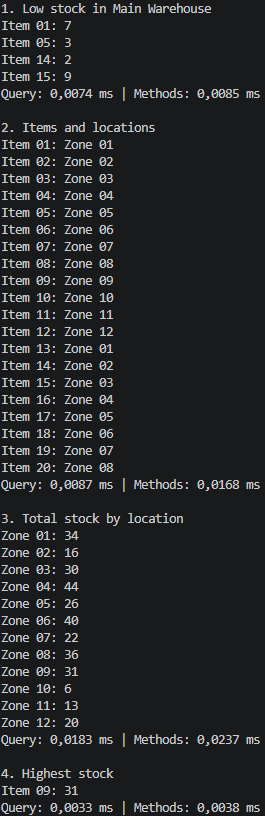 1. Low stock in Main Warehouse
Item 01: 7
Item 05: 3
Item 14: 2
Item 15: 9
Query: 0,0074 ms | Methods: 0,0085 ms
2. Items and locations
Item 01: Zone 01
Item 02: Zone 02
Item 03: Zone 03
Item 04: Zone 04
Item 05: Zone 05
Item 06: Zone 06
Item 07: Zone 07
Item 08: Zone 08
Item 09: Zone 09
Item 10: Zone 10
Item 11: Zone 11
Item 12: Zone 12
Item 13: Zone 01
Item 14: Zone 02
Item 15: Zone 03
Item 16: Zone 04
Item 17: Zone 05
Item 18: Zone 06
Item 19: Zone 07
Item 20: Zone 08
Query: 0,0087 ms | Methods: 0,0168 ms
3. Total stock by location
Zone 01: 34
Zone 02: 16
Zone 03: 30
Zone 04: 44
Zone 05: 26
Zone 06: 40
Zone 07: 22
Zone 08: 36
Zone 09: 31
Zone 10: 6
Zone 11: 13
Zone 12: 20
Query: 0,0183 ms | Methods: 0,0237 ms
4. Highest stock
Item 09: 31
Query: 0,0033 ms | Methods: 0,0038 ms